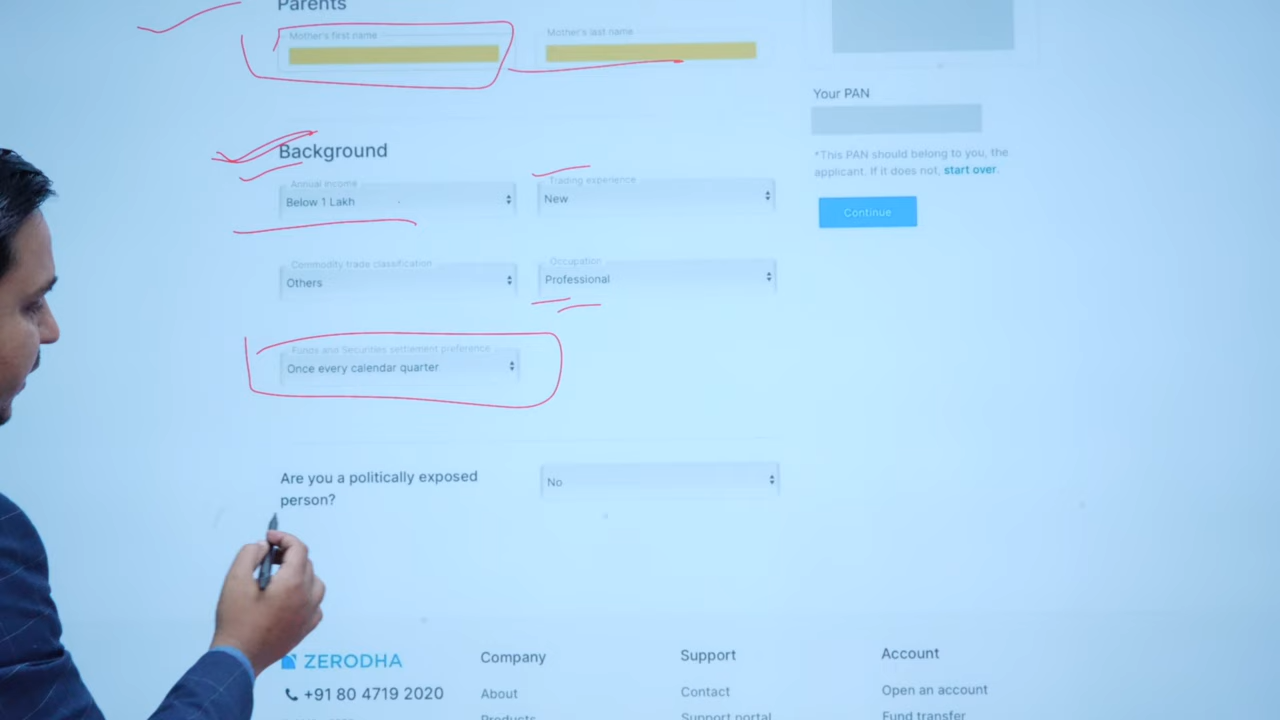 Parents
Mother's first name
Mother's last name
Your PAN
*This PAN should belong to you, the
applicant. If it does not, start over.
Continue
Background
Annual income
Below 1 Lakh
Trading experience
New
Commodity trade classification
Others
Occupation
Professional
Funds and Securities settlement preference
Once every calendar quarter
Are you a politically exposed
person?
No
ZERODHA
+91 80 4719 2020
Company
About
Products
Support
Contact
Support portal
Account
Open an account
Fund transfer